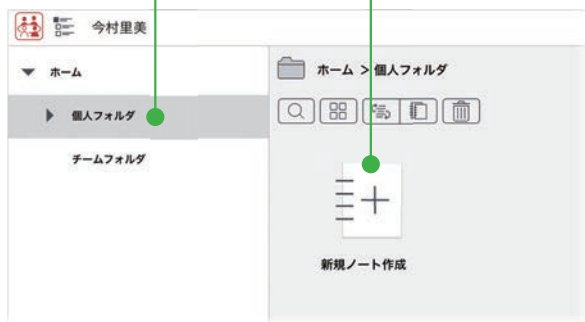 今村里美
ホーム
個人フォルダ
チームフォルダ
ホーム > 個人フォルダ
新規ノート作成